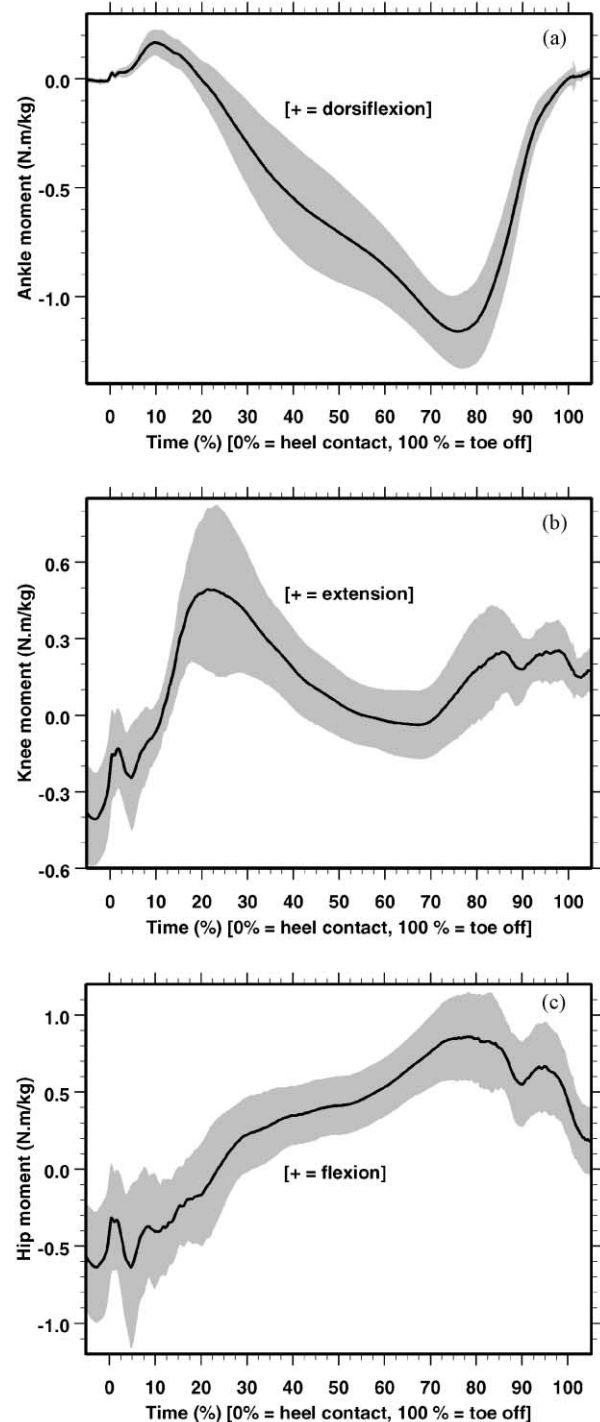 (a)
0.0
[+ = dorsiflexion]
-0.5
-1.0
Ankle moment (N.m/kg)
0 10 20 30 40 50 60 70 80 90 100
Time (%) [0% = heel contact, 100 % = toe off]
(b)
0.6
[+ = extension]
0.3
0.0
-0.3
-0.6
Knee moment (N.m/kg)
0 10 20 30 40 50 60 70 80 90 100
Time (%) [0% = heel contact, 100 % = toe off]
(c)
1.0
0.5
0.0
[+ = flexion]
-0.5
-1.0
Hip moment (N.m/kg)
0 10 20 30 40 50 60 70 80 90 100
Time (%) [0% = heel contact, 100 % = toe off]